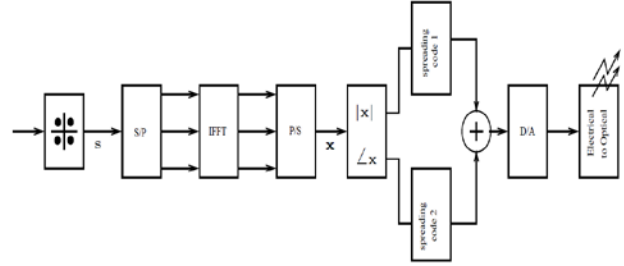 s
S/P
IFFT
P/S
x
|x|
∠x
spreading
code 1
spreading
code 2
+
D/A
Electrical
to Optical